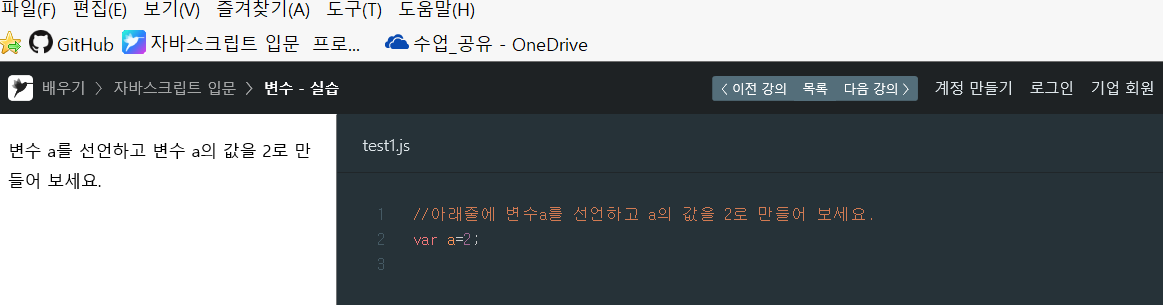 파일(F) 편집(E) 보기(V) 즐겨찾기(A) 도구(T) 도움말(H)
GitHub 자바스크립트 입문 프로... 수업_공유 - OneDrive
배우기 > 자바스크립트 입문 > 변수 - 실습 < 이전 강의 목록 다음 강의 > 계정 만들기 로그인 기업 회원
변수 a를 선언하고 변수 a의 값을 2로 만
들어 보세요.
test1.js
1 //아래줄에 변수a를 선언하고 a의 값을 2로 만들어 보세요.
2 var a=2;
3